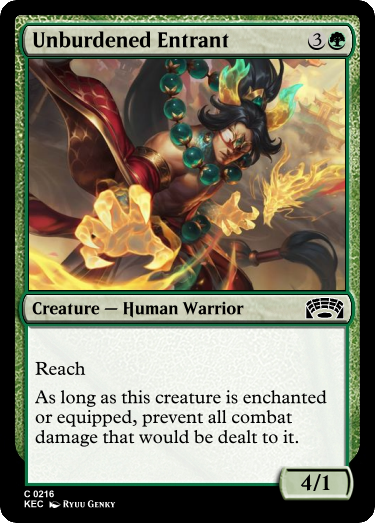 Unburdened Entrant 3
Creature — Human Warrior
Reach
As long as this creature is enchanted
or equipped, prevent all combat
damage that would be dealt to it.
4/1
C 0216
KEC Ryuu Genky